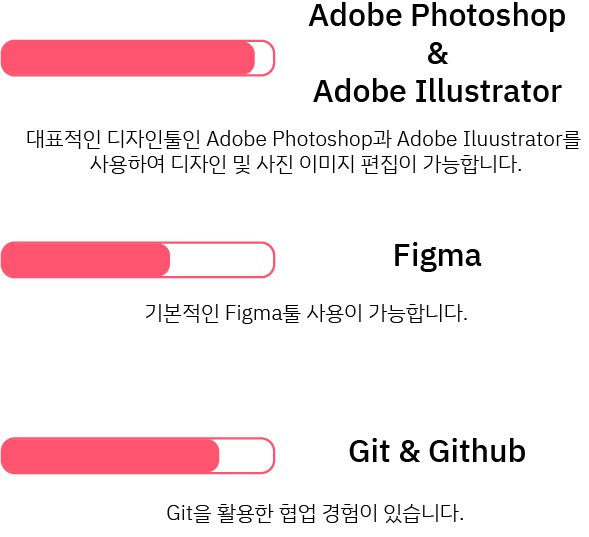 Adobe Photoshop
&
Adobe Illustrator
대표적인 디자인툴인 Adobe Photoshop과 Adobe Iluustrator를
사용하여 디자인 및 사진 이미지 편집이 가능합니다.
Figma
기본적인 Figma툴 사용이 가능합니다.
Git & Github
Git을 활용한 협업 경험이 있습니다.